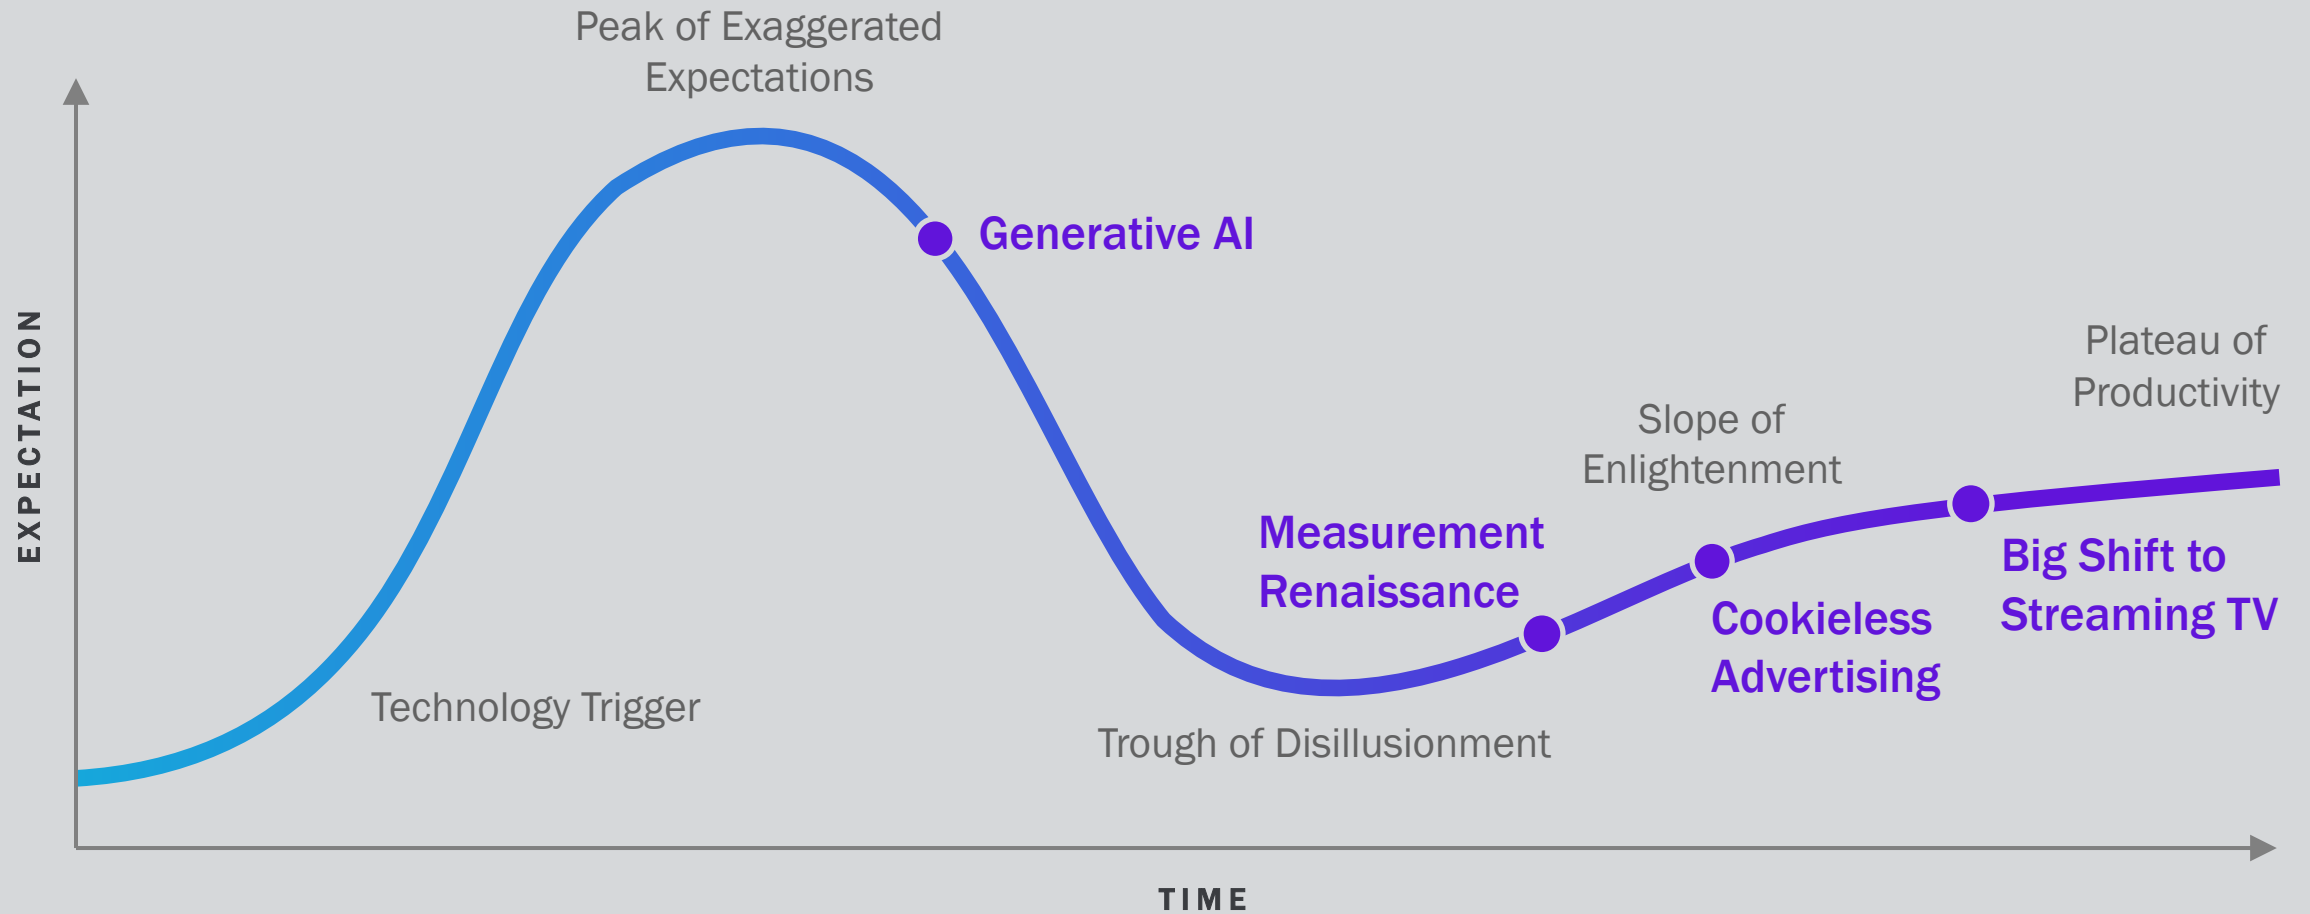 Peak of Exaggerated
Expectations
Generative AI
EXPECTATION
Plateau of
Productivity
Slope of
Enlightenment
Measurement
Renaissance
Big Shift to
Streaming TV
Cookieless
Advertising
Technology Trigger
Trough of Disillusionment
TIME